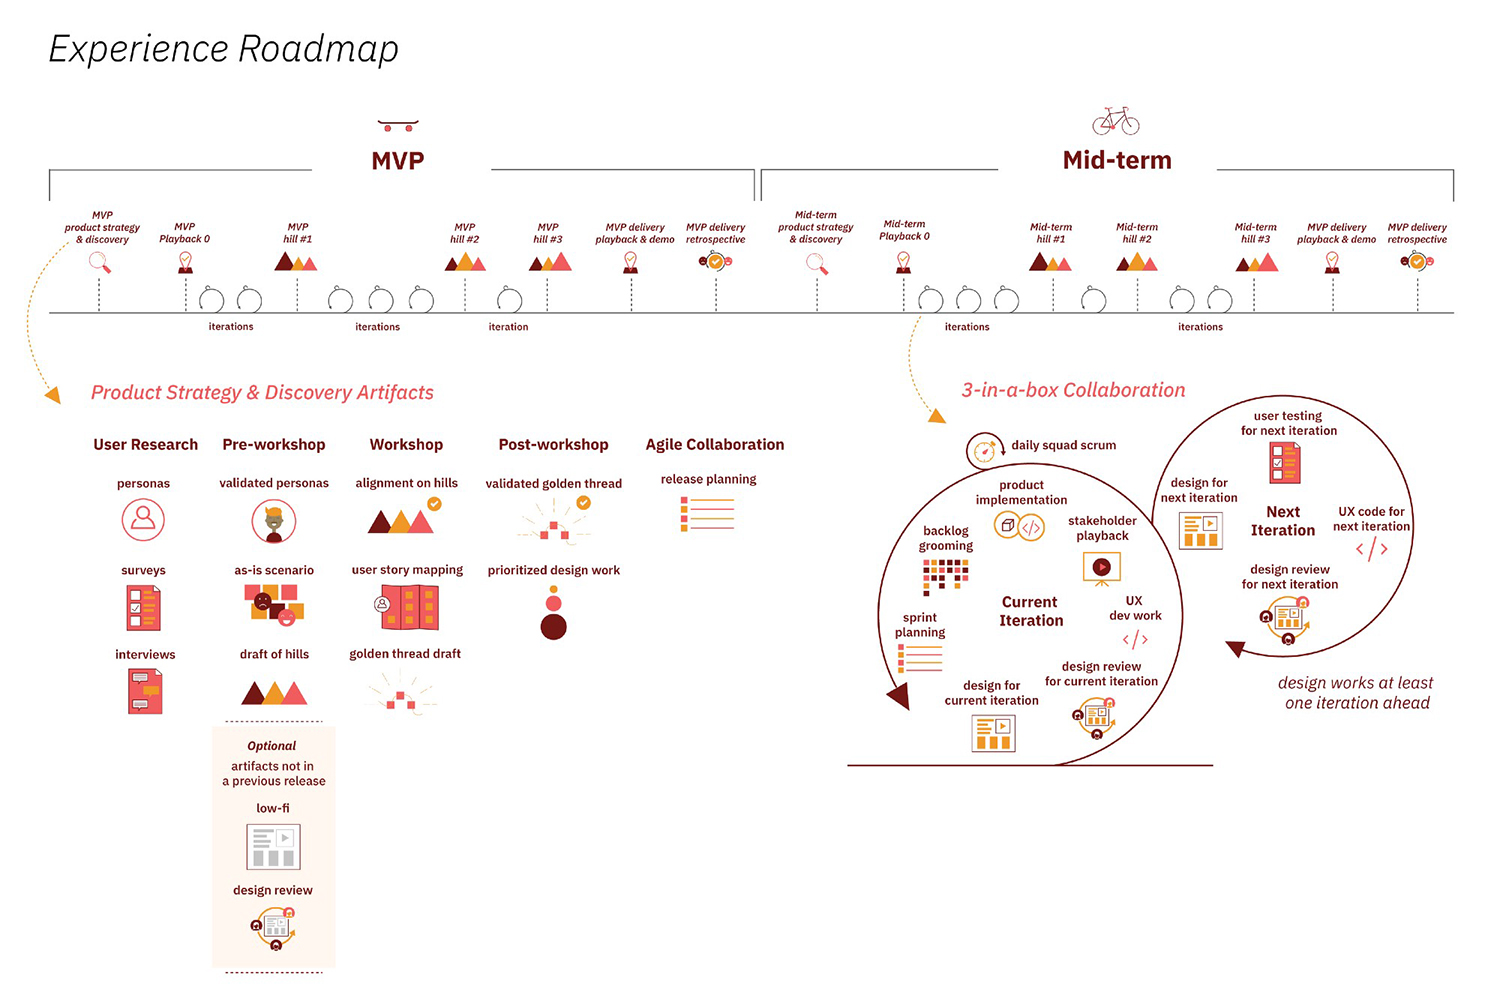 Experience Roadmap
MVP
Mid-term
MVP
product strategy
& discovery
MVP
Playback 0
MVP
hill #1
MVP
hill #2
MVP
hill #3
MVP delivery
playback & demo
MVP delivery
retrospective
Mid-term
product strategy
& discovery
Mid-term
Playback 0
Mid-term
hill #1
Mid-term
hill #2
Mid-term
hill #3
MVP delivery
playback & demo
MVP delivery
retrospective
iterations
iterations
iteration
iterations
iterations
Product Strategy & Discovery Artifacts
User Research
personas
surveys
interviews
Pre-workshop
validated personas
as-is scenario
draft of hills
Optional
artifacts not in
a previous release
low-fi
design review
Workshop
alignment on hills
user story mapping
golden thread draft
Post-workshop
validated golden thread
prioritized design work
Agile Collaboration
release planning
3-in-a-box Collaboration
daily squad scrum
product
implementation
stakeholder
playback
backlog
grooming
Current
Iteration
UX
dev work
</>
</>
sprint
planning
design review
for current iteration
design for
current iteration
user testing
for next iteration
design for
next iteration
Next
Iteration
UX code for
next iteration
</>
design review
for next iteration
design works at least
one iteration ahead